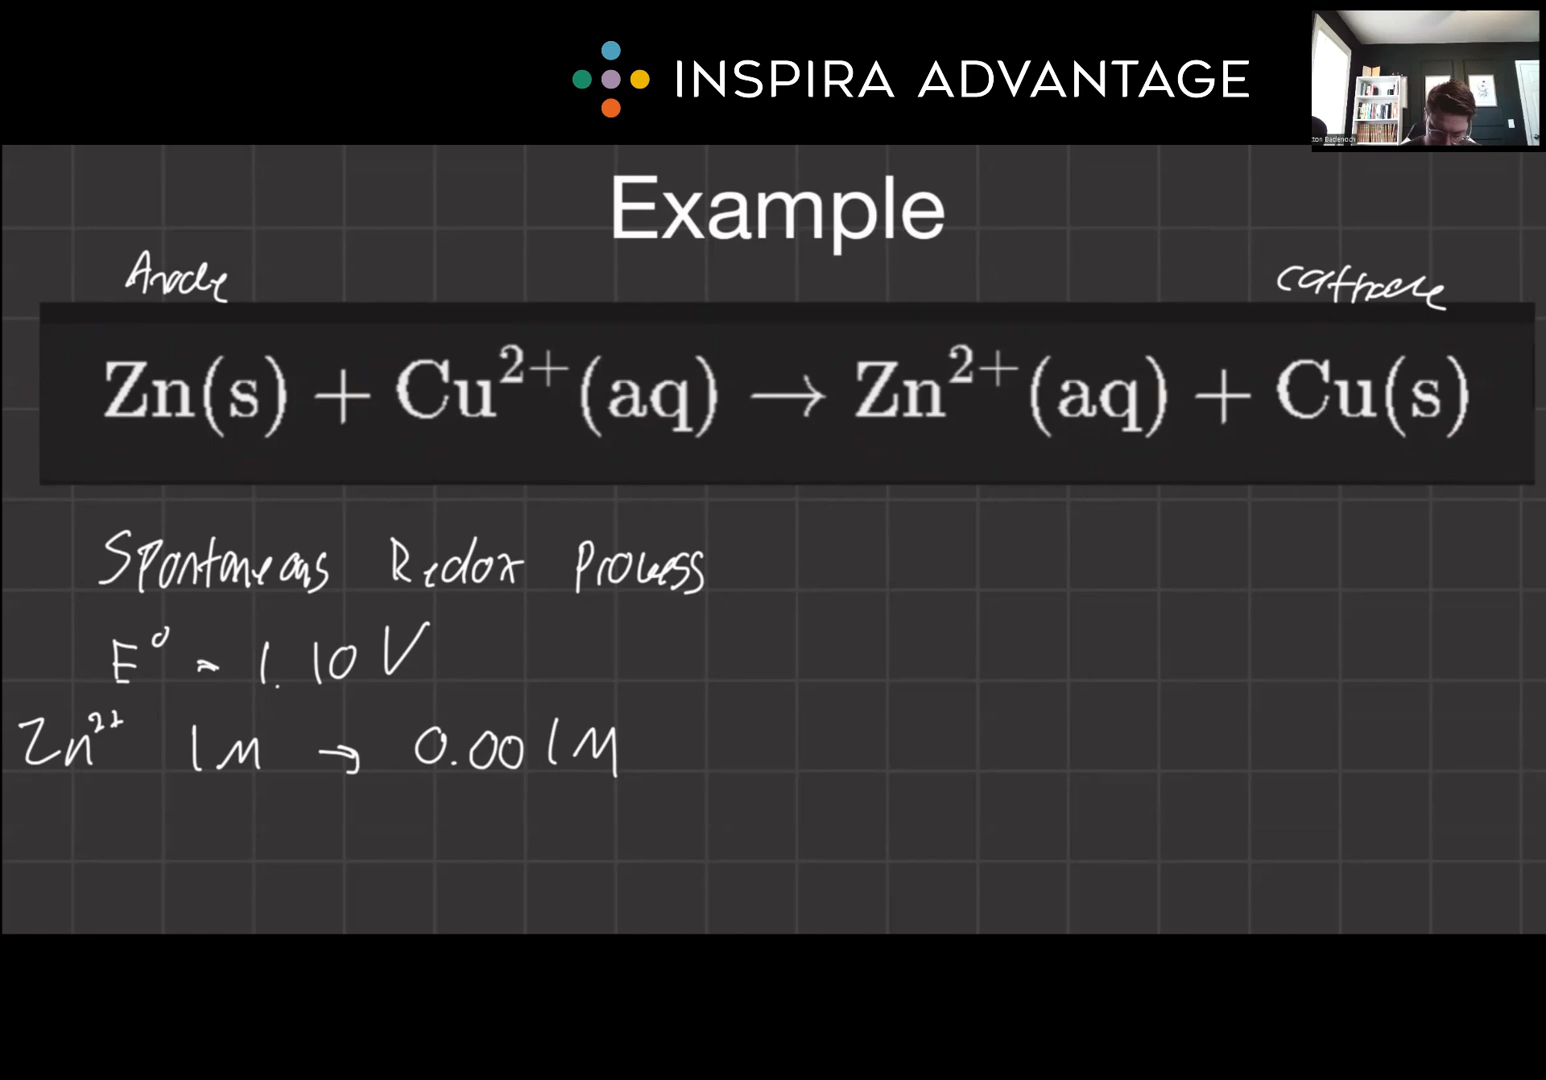 INSPIRA ADVANTAGE
Example
Anode
Cathode
Zn(s) + Cu²⁺(aq) → Zn²⁺(aq) + Cu(s)
Spontaneous Redox Process
E⁰ = 1.10 V
Zn²⁺ 1M → 0.001M